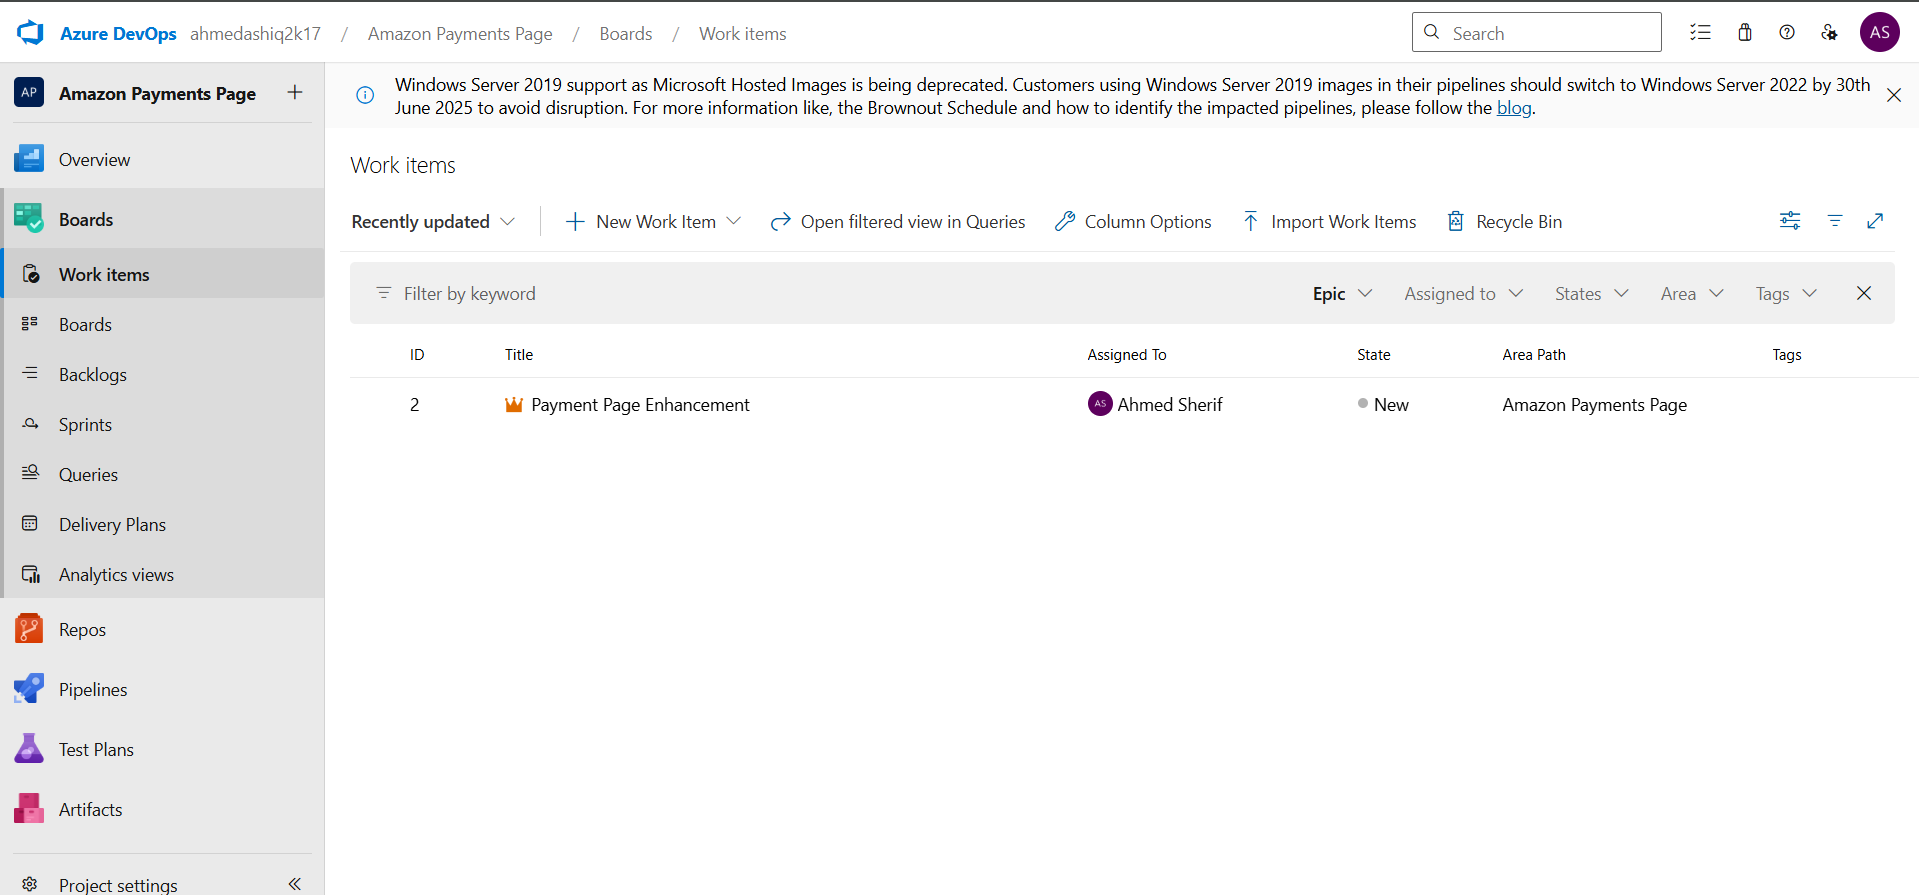 Azure DevOps ahmedashiq2k17 / Amazon Payments Page / Boards / Work items
Search
AS
AP Amazon Payments Page
Overview
Boards
Work items
Boards
Backlogs
Sprints
Queries
Delivery Plans
Analytics views
Repos
Pipelines
Test Plans
Artifacts
Project settings
Windows Server 2019 support as Microsoft Hosted Images is being deprecated. Customers using Windows Server 2019 images in their pipelines should switch to Windows Server 2022 by 30th
June 2025 to avoid disruption. For more information like, the Brownout Schedule and how to identify the impacted pipelines, please follow the blog.
Work items
Recently updated New Work Item Open filtered view in Queries Column Options Import Work Items Recycle Bin
Filter by keyword Epic Assigned to States Area Tags
ID Title Assigned To State Area Path Tags
2 Payment Page Enhancement AS Ahmed Sherif New Amazon Payments Page